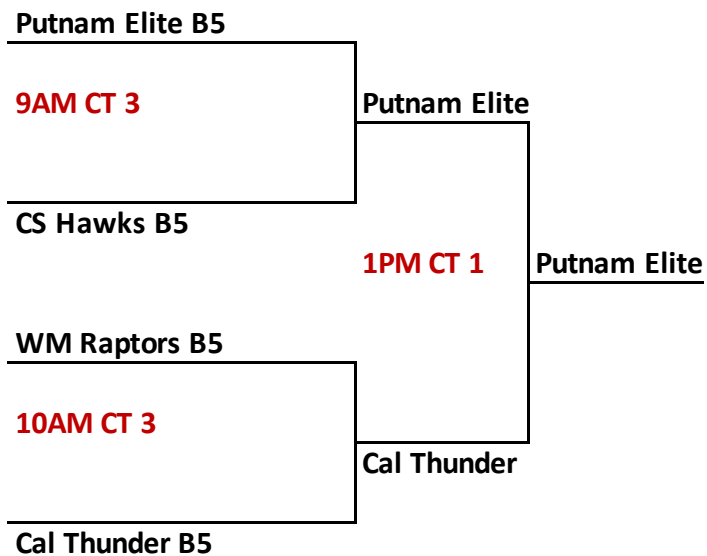 Putnam Elite B5
9AM CT 3
Putnam Elite
CS Hawks B5
1PM CT 1
Putnam Elite
WM Raptors B5
10AM CT 3
Cal Thunder
Cal Thunder B5